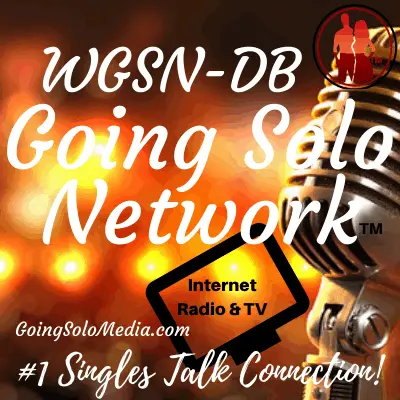 WGSN-DB
Going Solo
Network™
Internet
Radio & TV
GoingSoloMedia.com
#1 Singles Talk Connection!